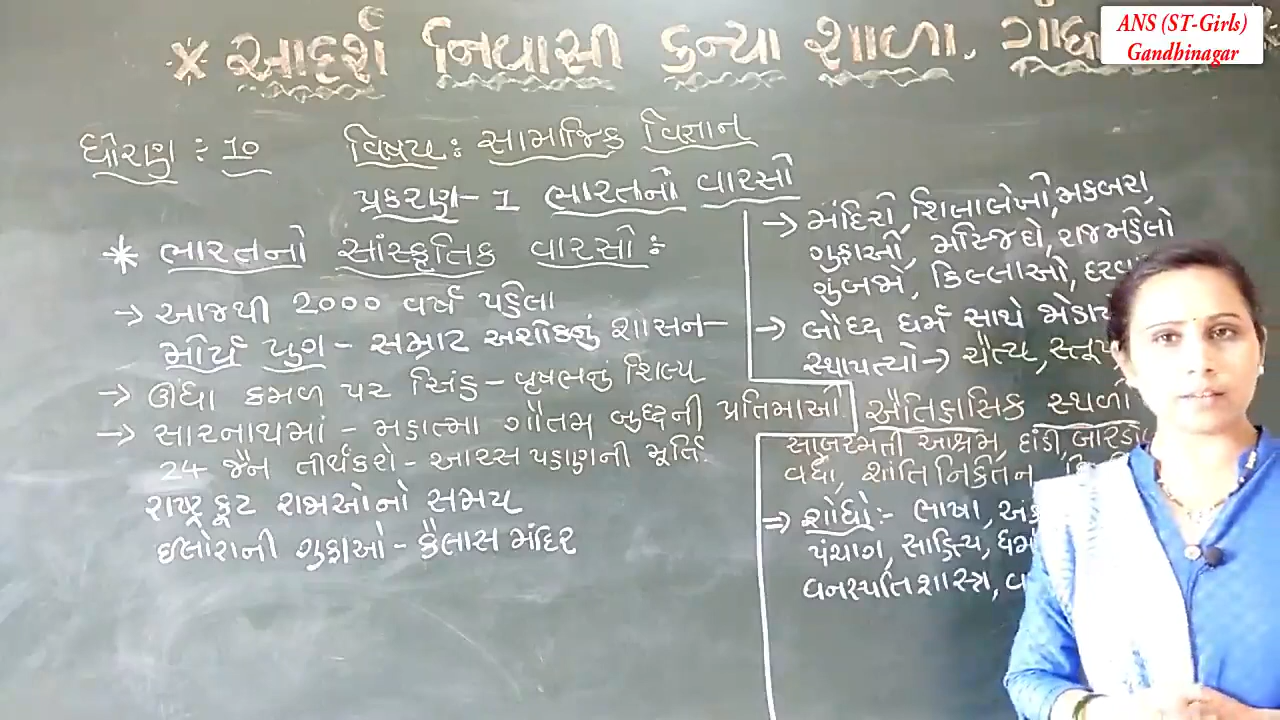 * આદર્શ નિવાસી કન્યા શાળા. ગાંધી
ANS (ST-Girls)
Gandhinagar
ધોરણ : 10 વિષય : સામાજિક વિજ્ઞાન
પ્રકરણ - 1 ભારતનો વારસો
* ભારતનો સાંસ્કૃતિક વારસો :
→ આજથી 2000 વર્ષ પહેલા
મૌર્ય યુગ - સમ્રાટ અશોકનું શાસન
→ ઊંધા કમળ પર સિંહ - વૃષભનું શિલ્પ
→ સારનાથમાં - મહાત્મા ગૌતમ બુધ્ધની પ્રતિમાઓ.
24 જૈન તીર્થંકરો - આરસ પહાણની મૂર્તિ.
રાષ્ટ્રકૂટ રાજાઓનો સમય
ઈલોરાની ગુફાઓ - કૈલાસ મંદિર
→ મંદિરો, શિલાલેખો, મકબરા,
ગુફાઓ, મસ્જિદો, રાજમહેલો
ગુંબજો, કિલ્લાઓ,
→ બૌધ્ધ ધર્મ સાથે
સ્થાપત્યો → ચૈત્ય, સ્તૂપ
ઐતિહાસિક સ્થળો
સાબરમતી આશ્રમ, દાંડી,
વર્ધા, શાંતિનિકેતન,
⇒ શોધો :- ભાષા,
પંચાગ, સાહિત્ય, ધર્મ
વનસ્પતિશાસ્ત્ર,